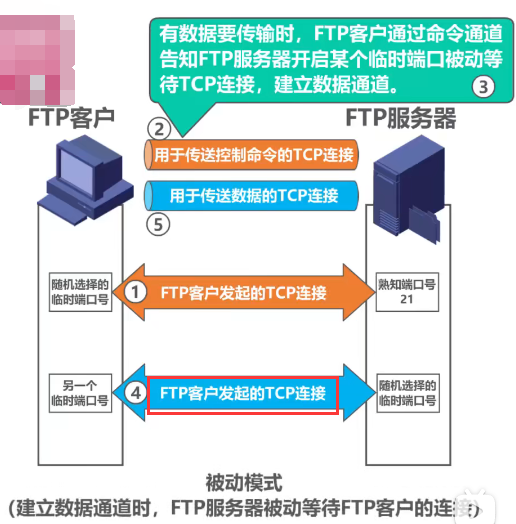 有数据要传输时，FTP客户通过命令通道
告知FTP服务器开启某个临时端口被动等
待TCP连接，建立数据通道。
③
FTP客户
FTP服务器
②
用于传送控制命令的TCP连接
用于传送数据的TCP连接
⑤
随机选择的
临时端口号
①
FTP客户发起的TCP连接
熟知端口号
21
另一个
临时端口号
④
FTP客户发起的TCP连接
随机选择的
临时端口号
被动模式
(建立数据通道时，FTP服务器被动等待FTP客户的连接)